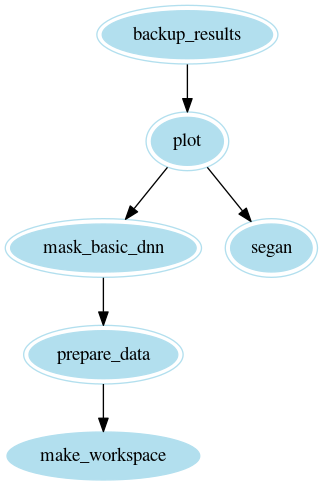 backup_results
plot
mask_basic_dnn
segan
prepare_data
make_workspace